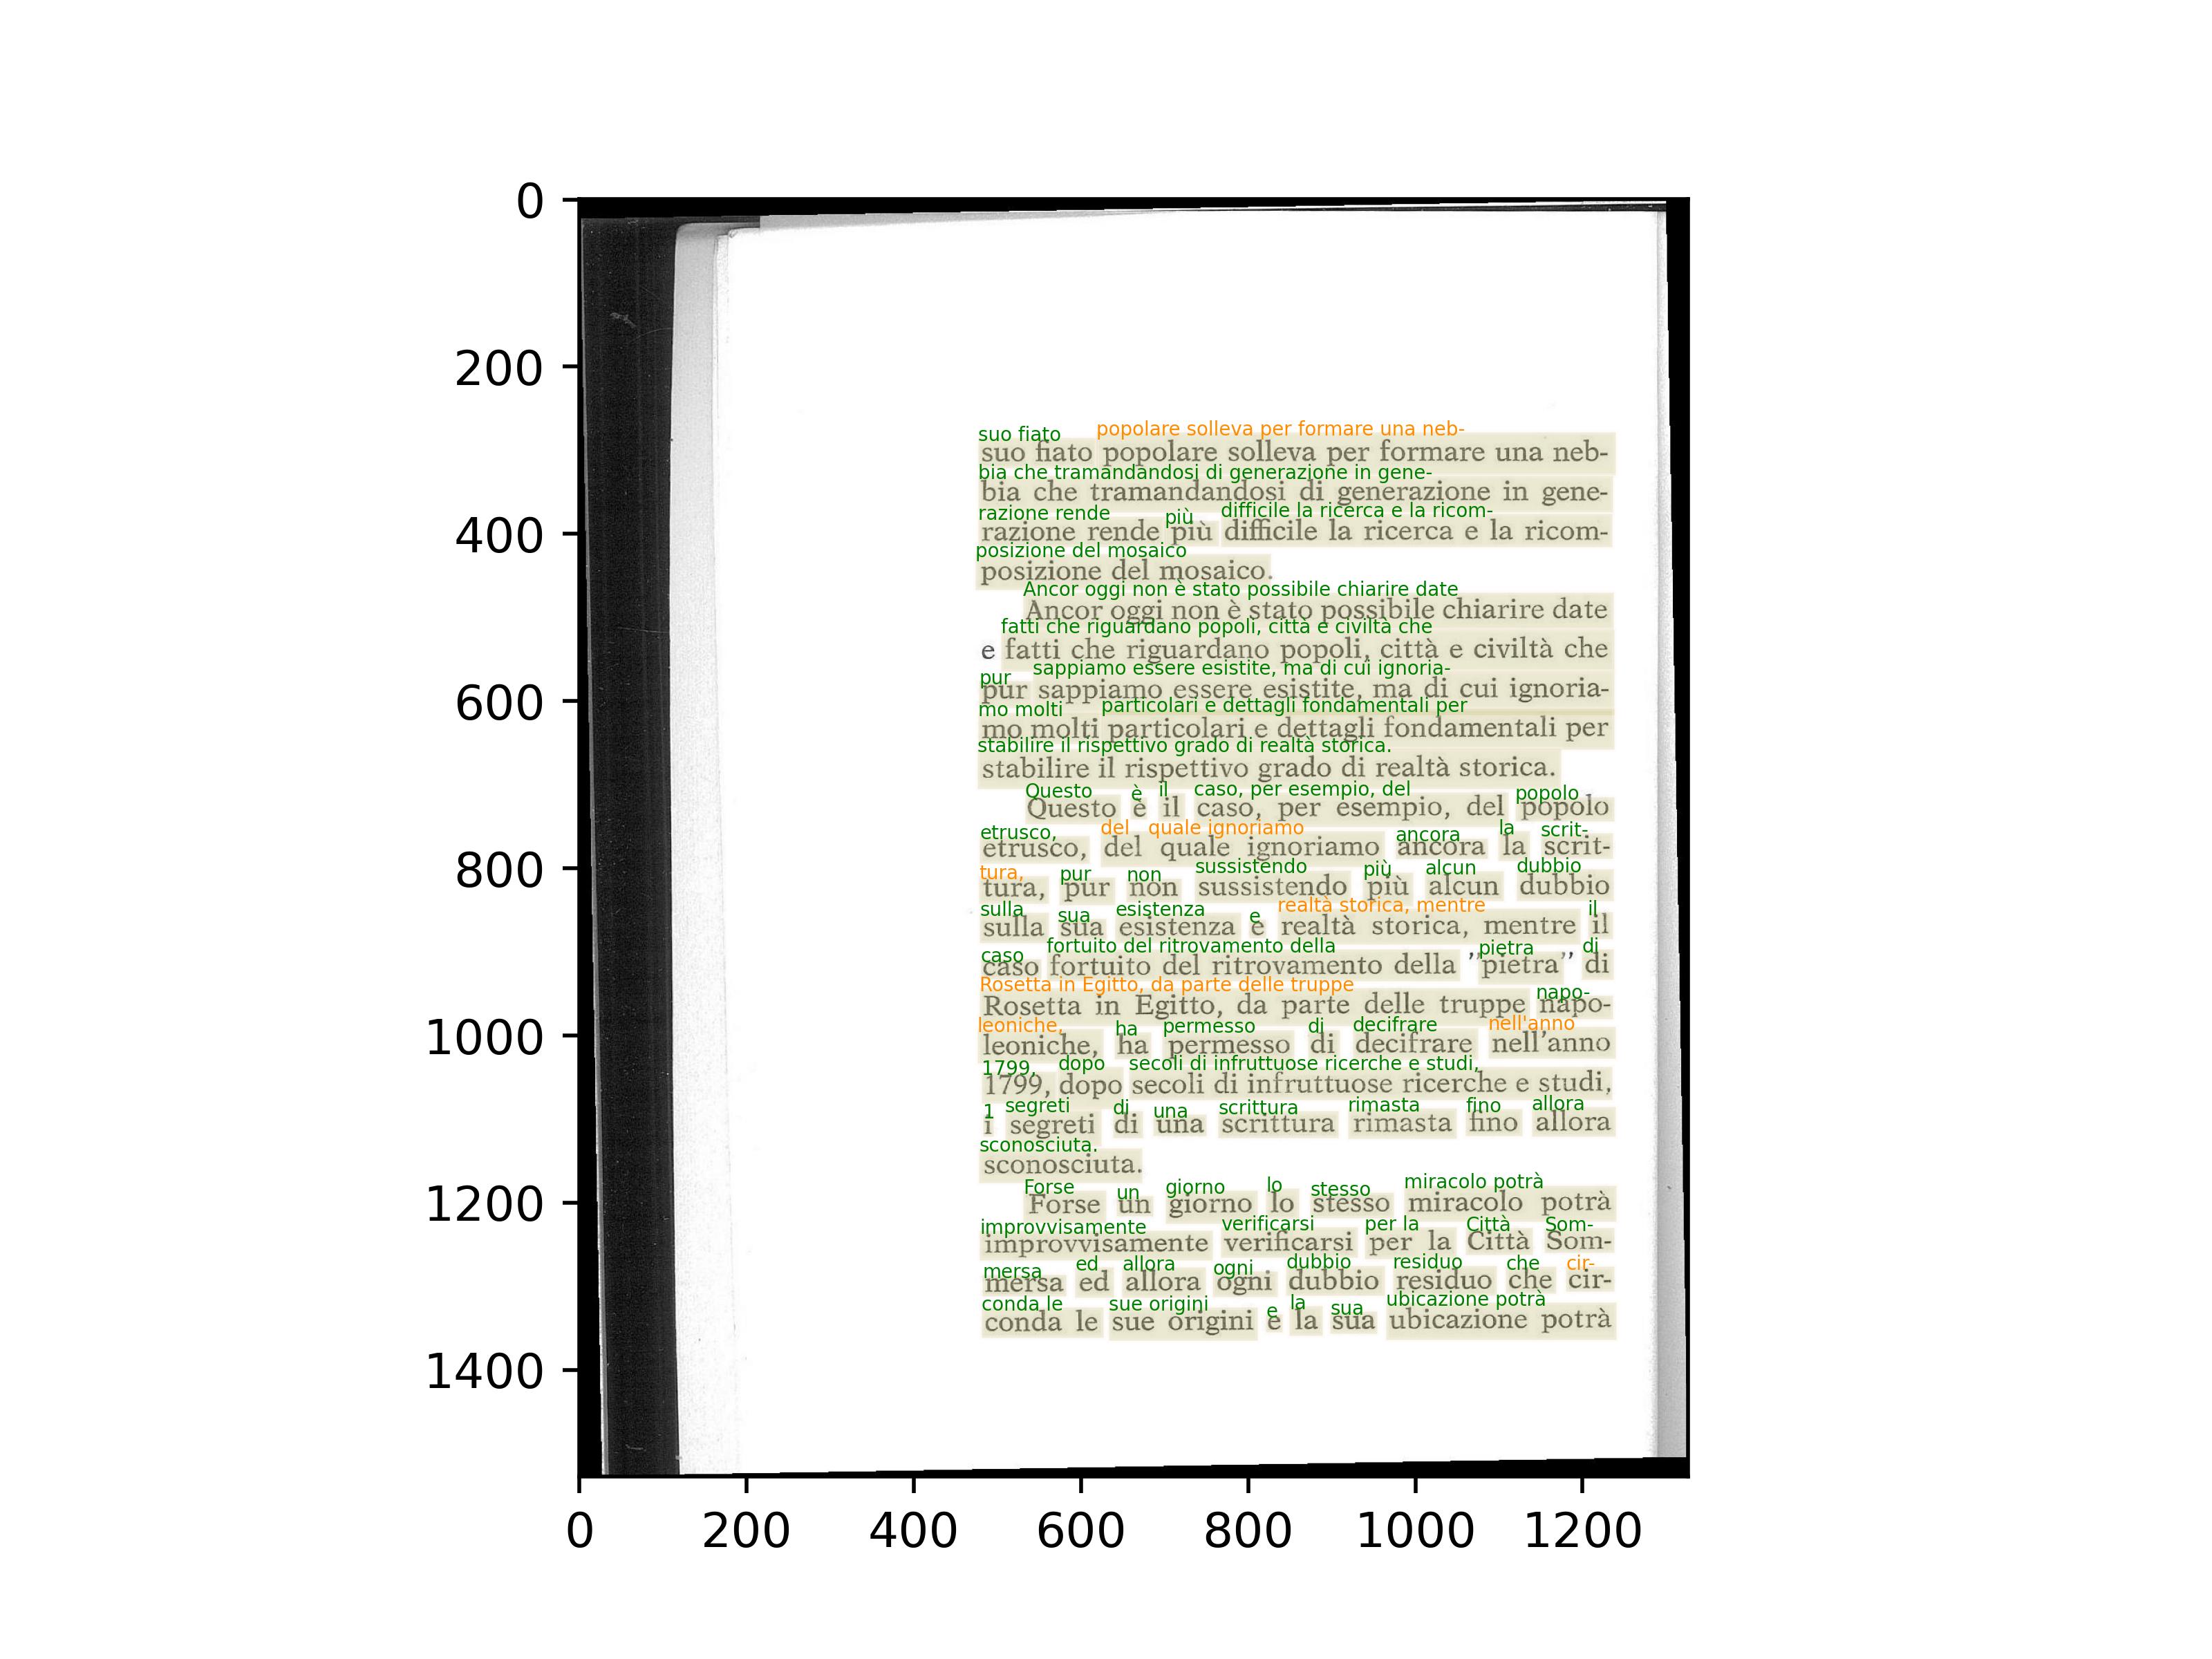 suo fiato popolare solleva per formare una neb-
bia che tramandandosi di generazione in gene-
razione rende più difficile la ricerca e la ricom-
posizione del mosaico.
Ancor oggi non è stato possibile chiarire date
e fatti che riguardano popoli, città e civiltà che
pur sappiamo essere esistite, ma di cui ignoria-
mo molti particolari e dettagli fondamentali per
stabilire il rispettivo grado di realtà storica.
Questo è il caso, per esempio, del popolo
etrusco, del quale ignoriamo ancora la scrit-
tura, pur non sussistendo più alcun dubbio
sulla sua esistenza e realtà storica, mentre il
caso fortuito del ritrovamento della ’’pietra’’ di
Rosetta in Egitto, da parte delle truppe napo-
leoniche, ha permesso di decifrare nell’anno
1799, dopo secoli di infruttuose ricerche e studi,
i segreti di una scrittura rimasta fino allora
sconosciuta.
Forse un giorno lo stesso miracolo potrà
improvvisamente verificarsi per la Città Som-
mersa ed allora ogni dubbio residuo che cir-
conda le sue origini e la sua ubicazione potrà